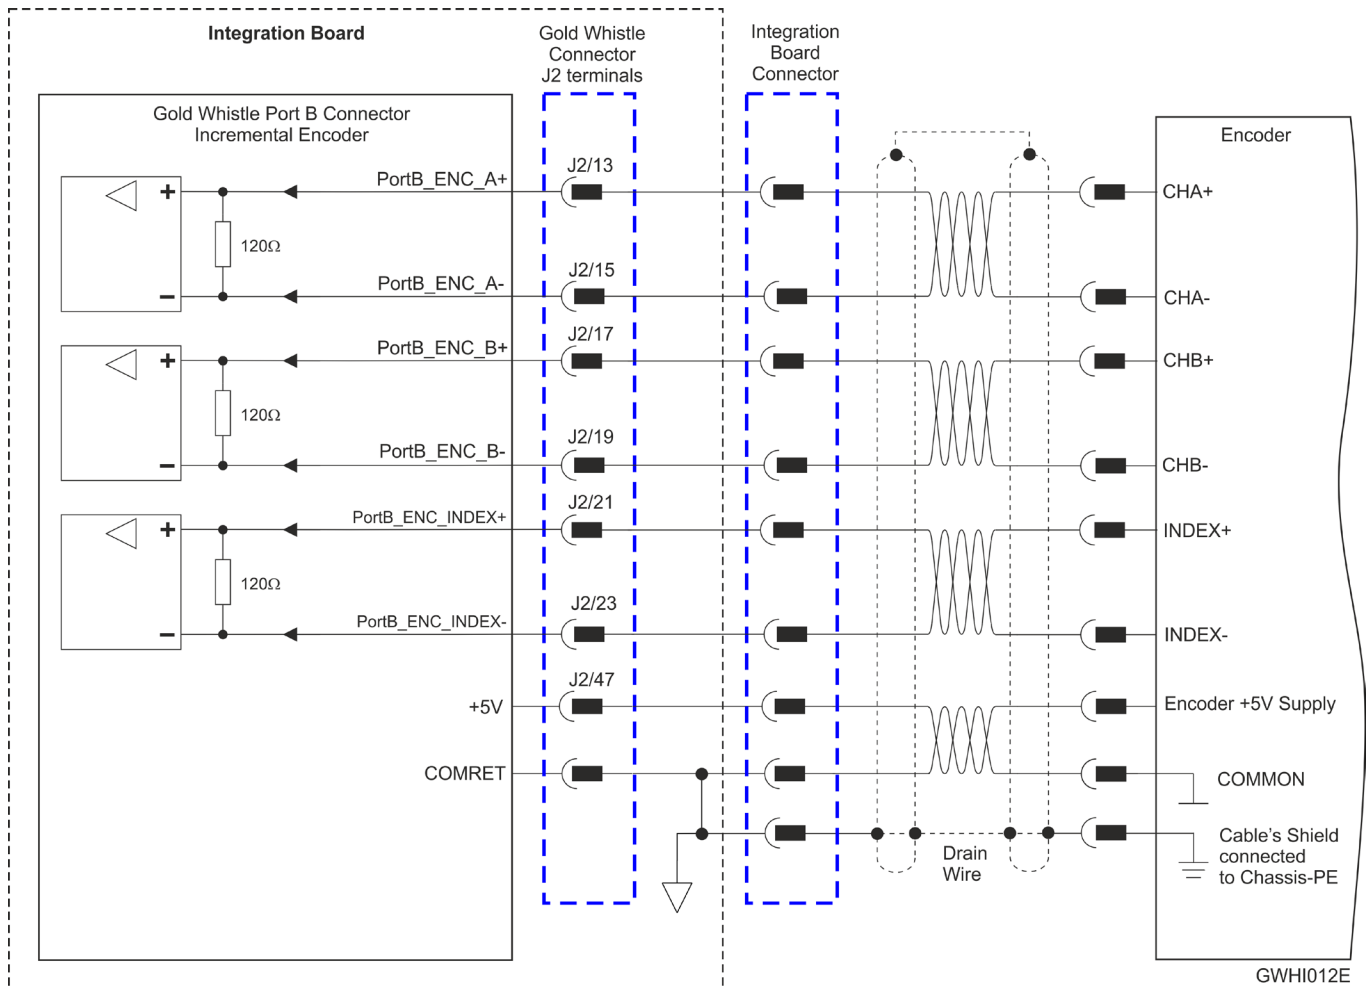 Integration Board
Gold Whistle
Connector
J2 terminals
Integration
Board
Connector
Gold Whistle Port B Connector
Incremental Encoder
Encoder
PortB_ENC_A+
J2/13
+
CHA+
120Ω
PortB_ENC_A-
J2/15
–
CHA-
PortB_ENC_B+
J2/17
+
CHB+
120Ω
PortB_ENC_B-
J2/19
–
CHB-
PortB_ENC_INDEX+
J2/21
+
INDEX+
120Ω
PortB_ENC_INDEX-
J2/23
–
INDEX-
+5V
J2/47
Encoder +5V Supply
COMRET
COMMON
Drain
Wire
Cable's Shield
connected
to Chassis-PE
GWHI012E